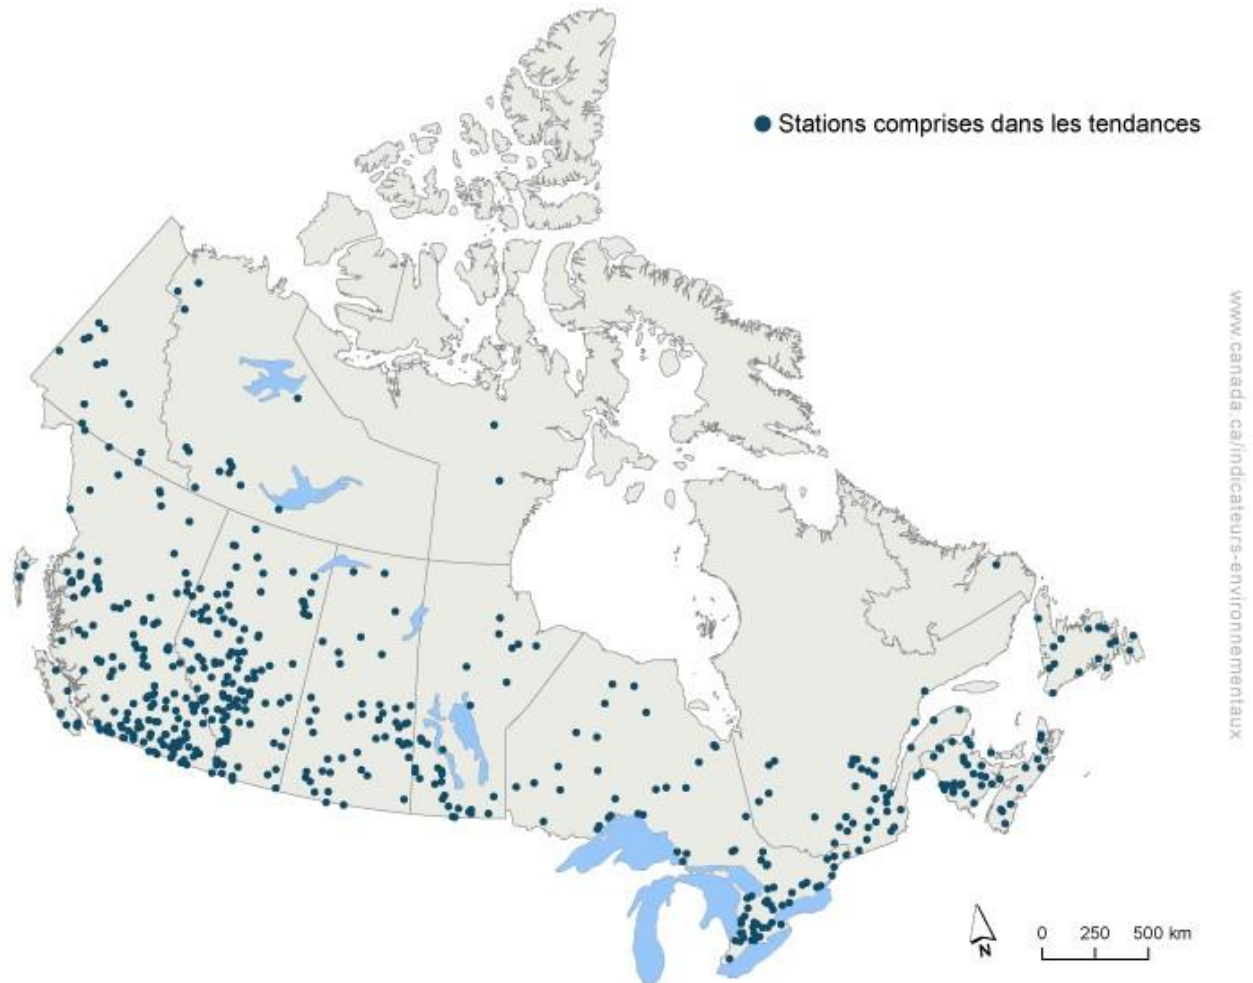 Stations comprises dans les tendances
www.canada.ca/indicateurs-environnementaux
N
0 250 500 km